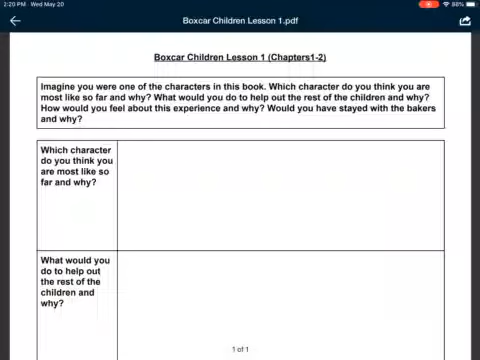 2:20 PM Wed May 20
86%
Boxcar Children Lesson 1.pdf
Boxcar Children Lesson 1 (Chapters1-2)
Imagine you were one of the characters in this book. Which character do you think you are
most like so far and why? What would you do to help out the rest of the children and why?
How would you feel about this experience and why? Would you have stayed with the bakers
and why?
Which character
do you think you
are most like so
far and why?
What would you
do to help out
the rest of the
children and
why?
1 of 1